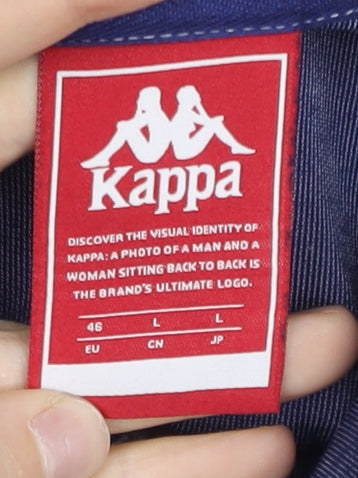 Kappa
DISCOVER THE VISUAL IDENTITY OF
KAPPA: A PHOTO OF A MAN AND A
WOMAN SITTING BACK TO BACK IS
THE BRAND'S ULTIMATE LOGO.
46 L L
EU CN JP